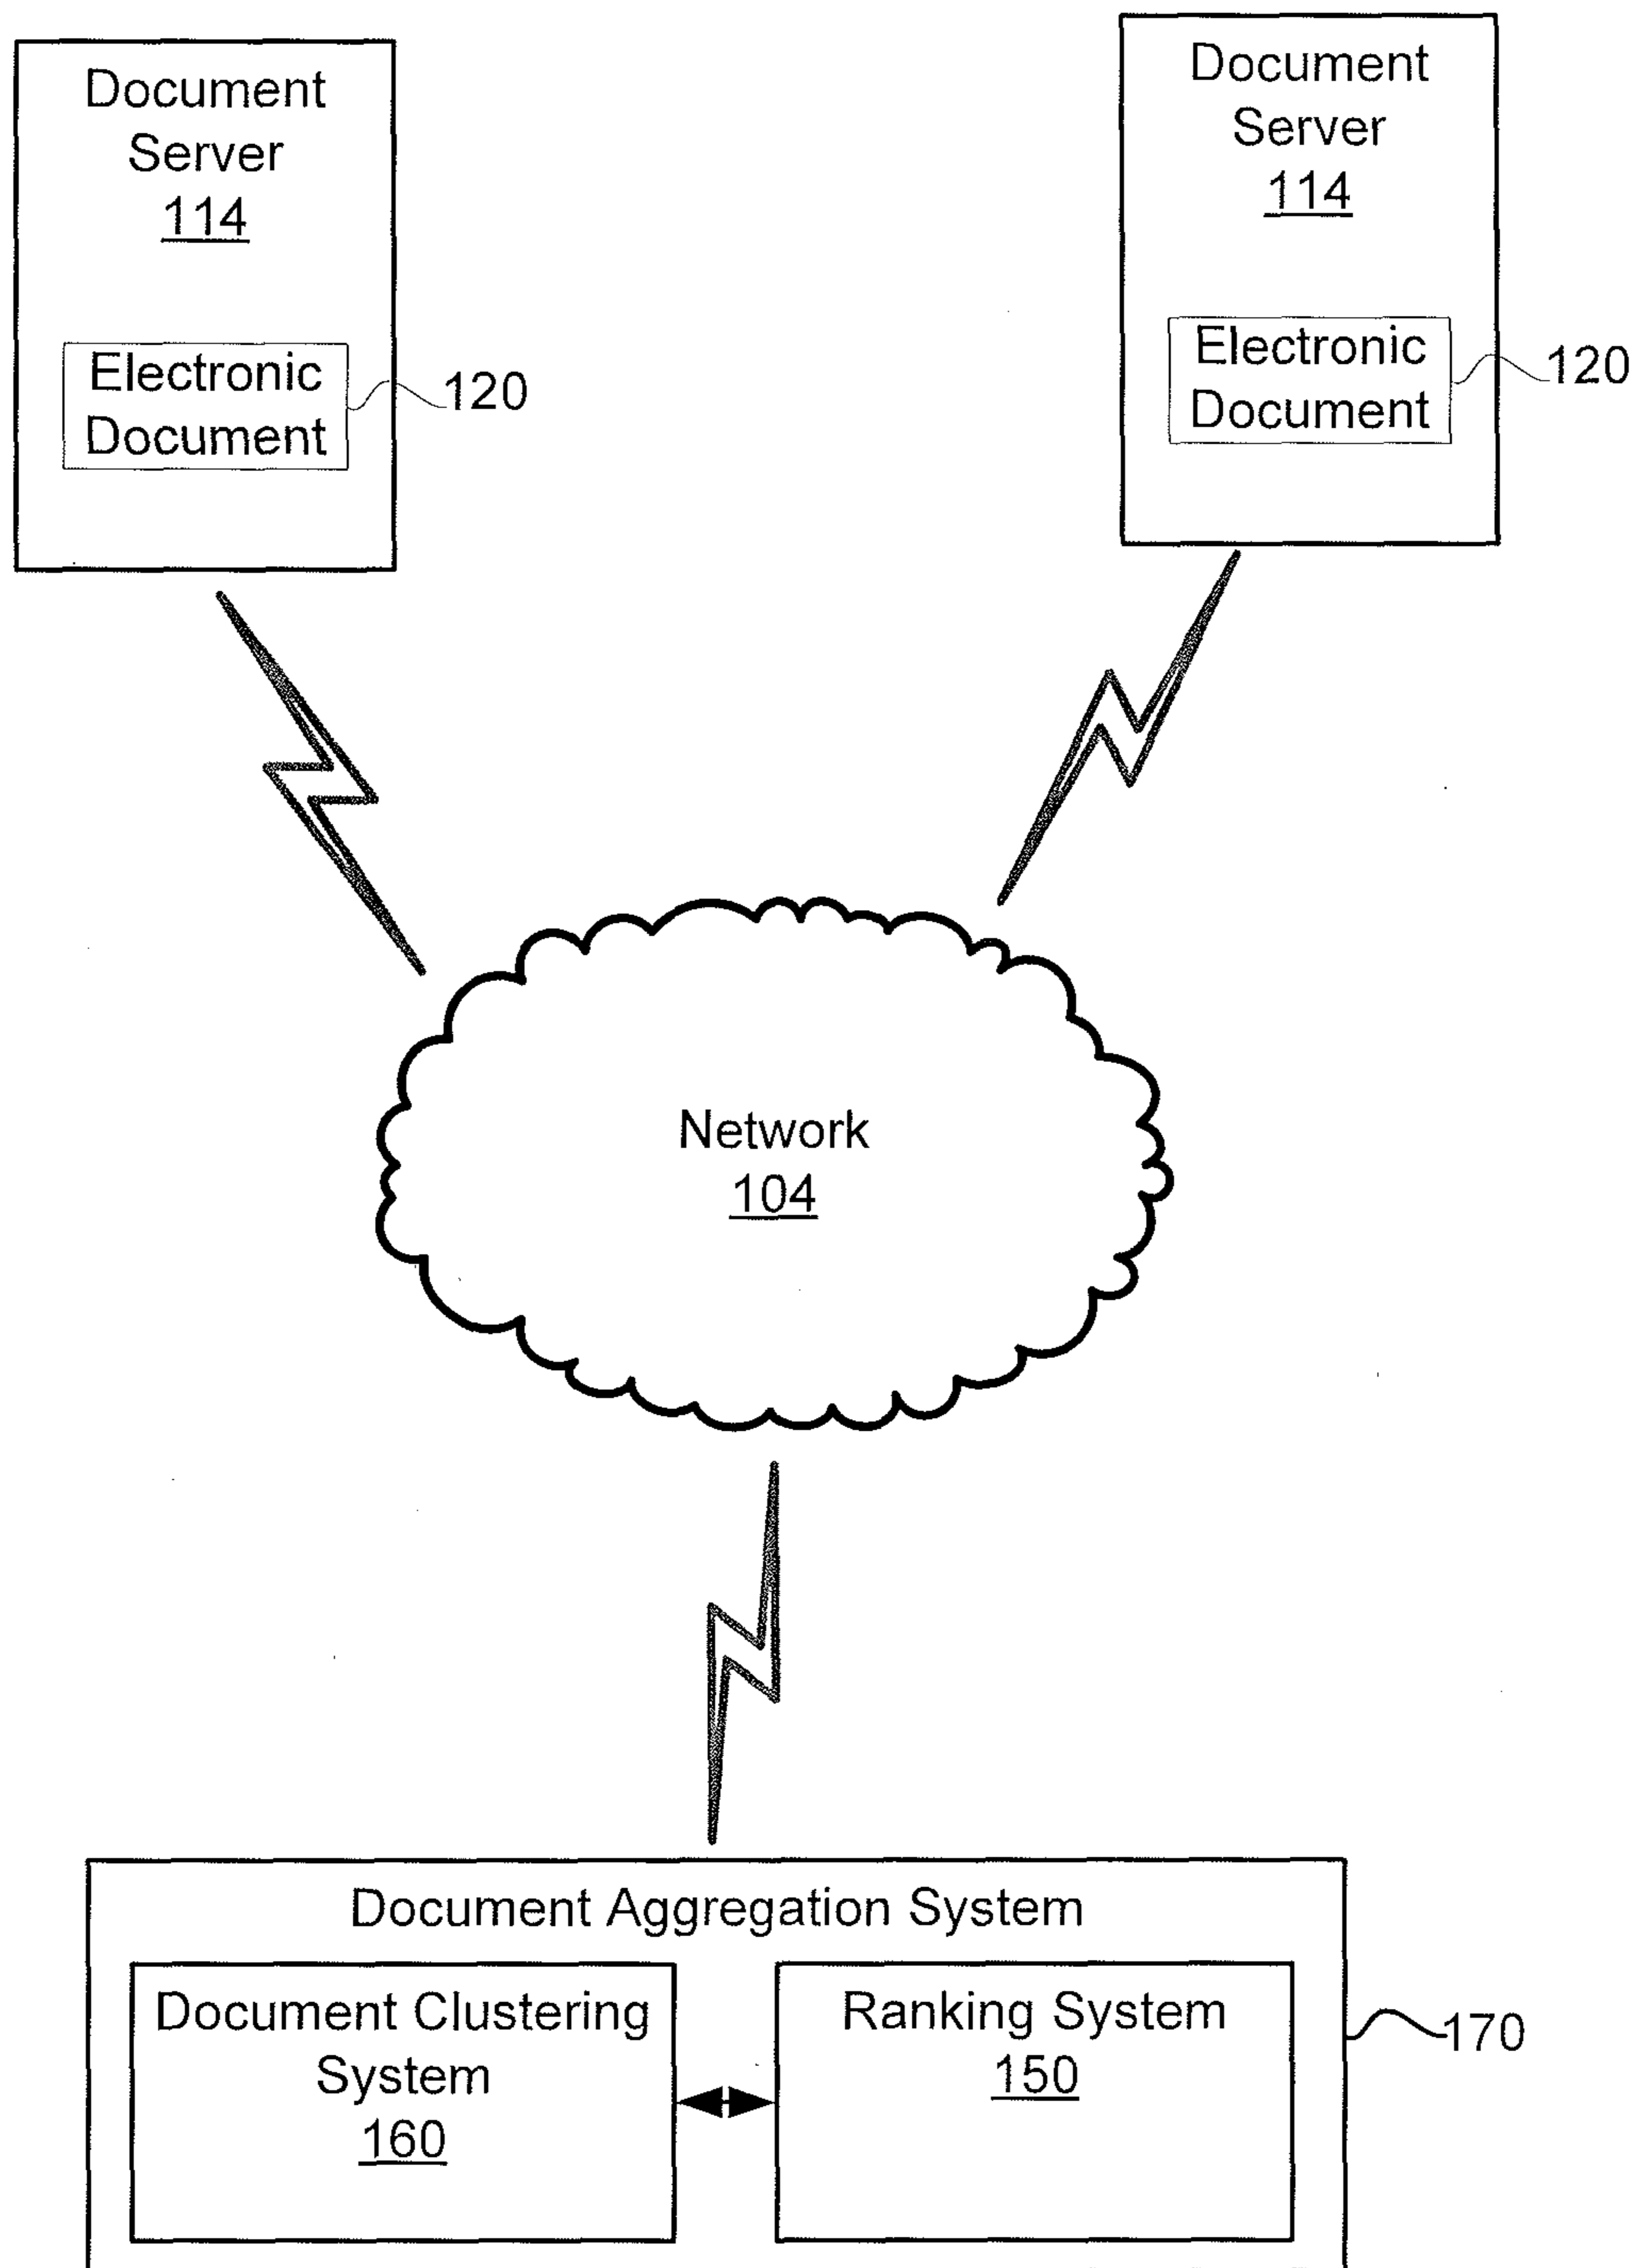 Document
Server
114
Electronic
Document
120
Document
Server
114
Electronic
Document
120
Network
104
Document Aggregation System
Document Clustering
System
160
Ranking System
150
170